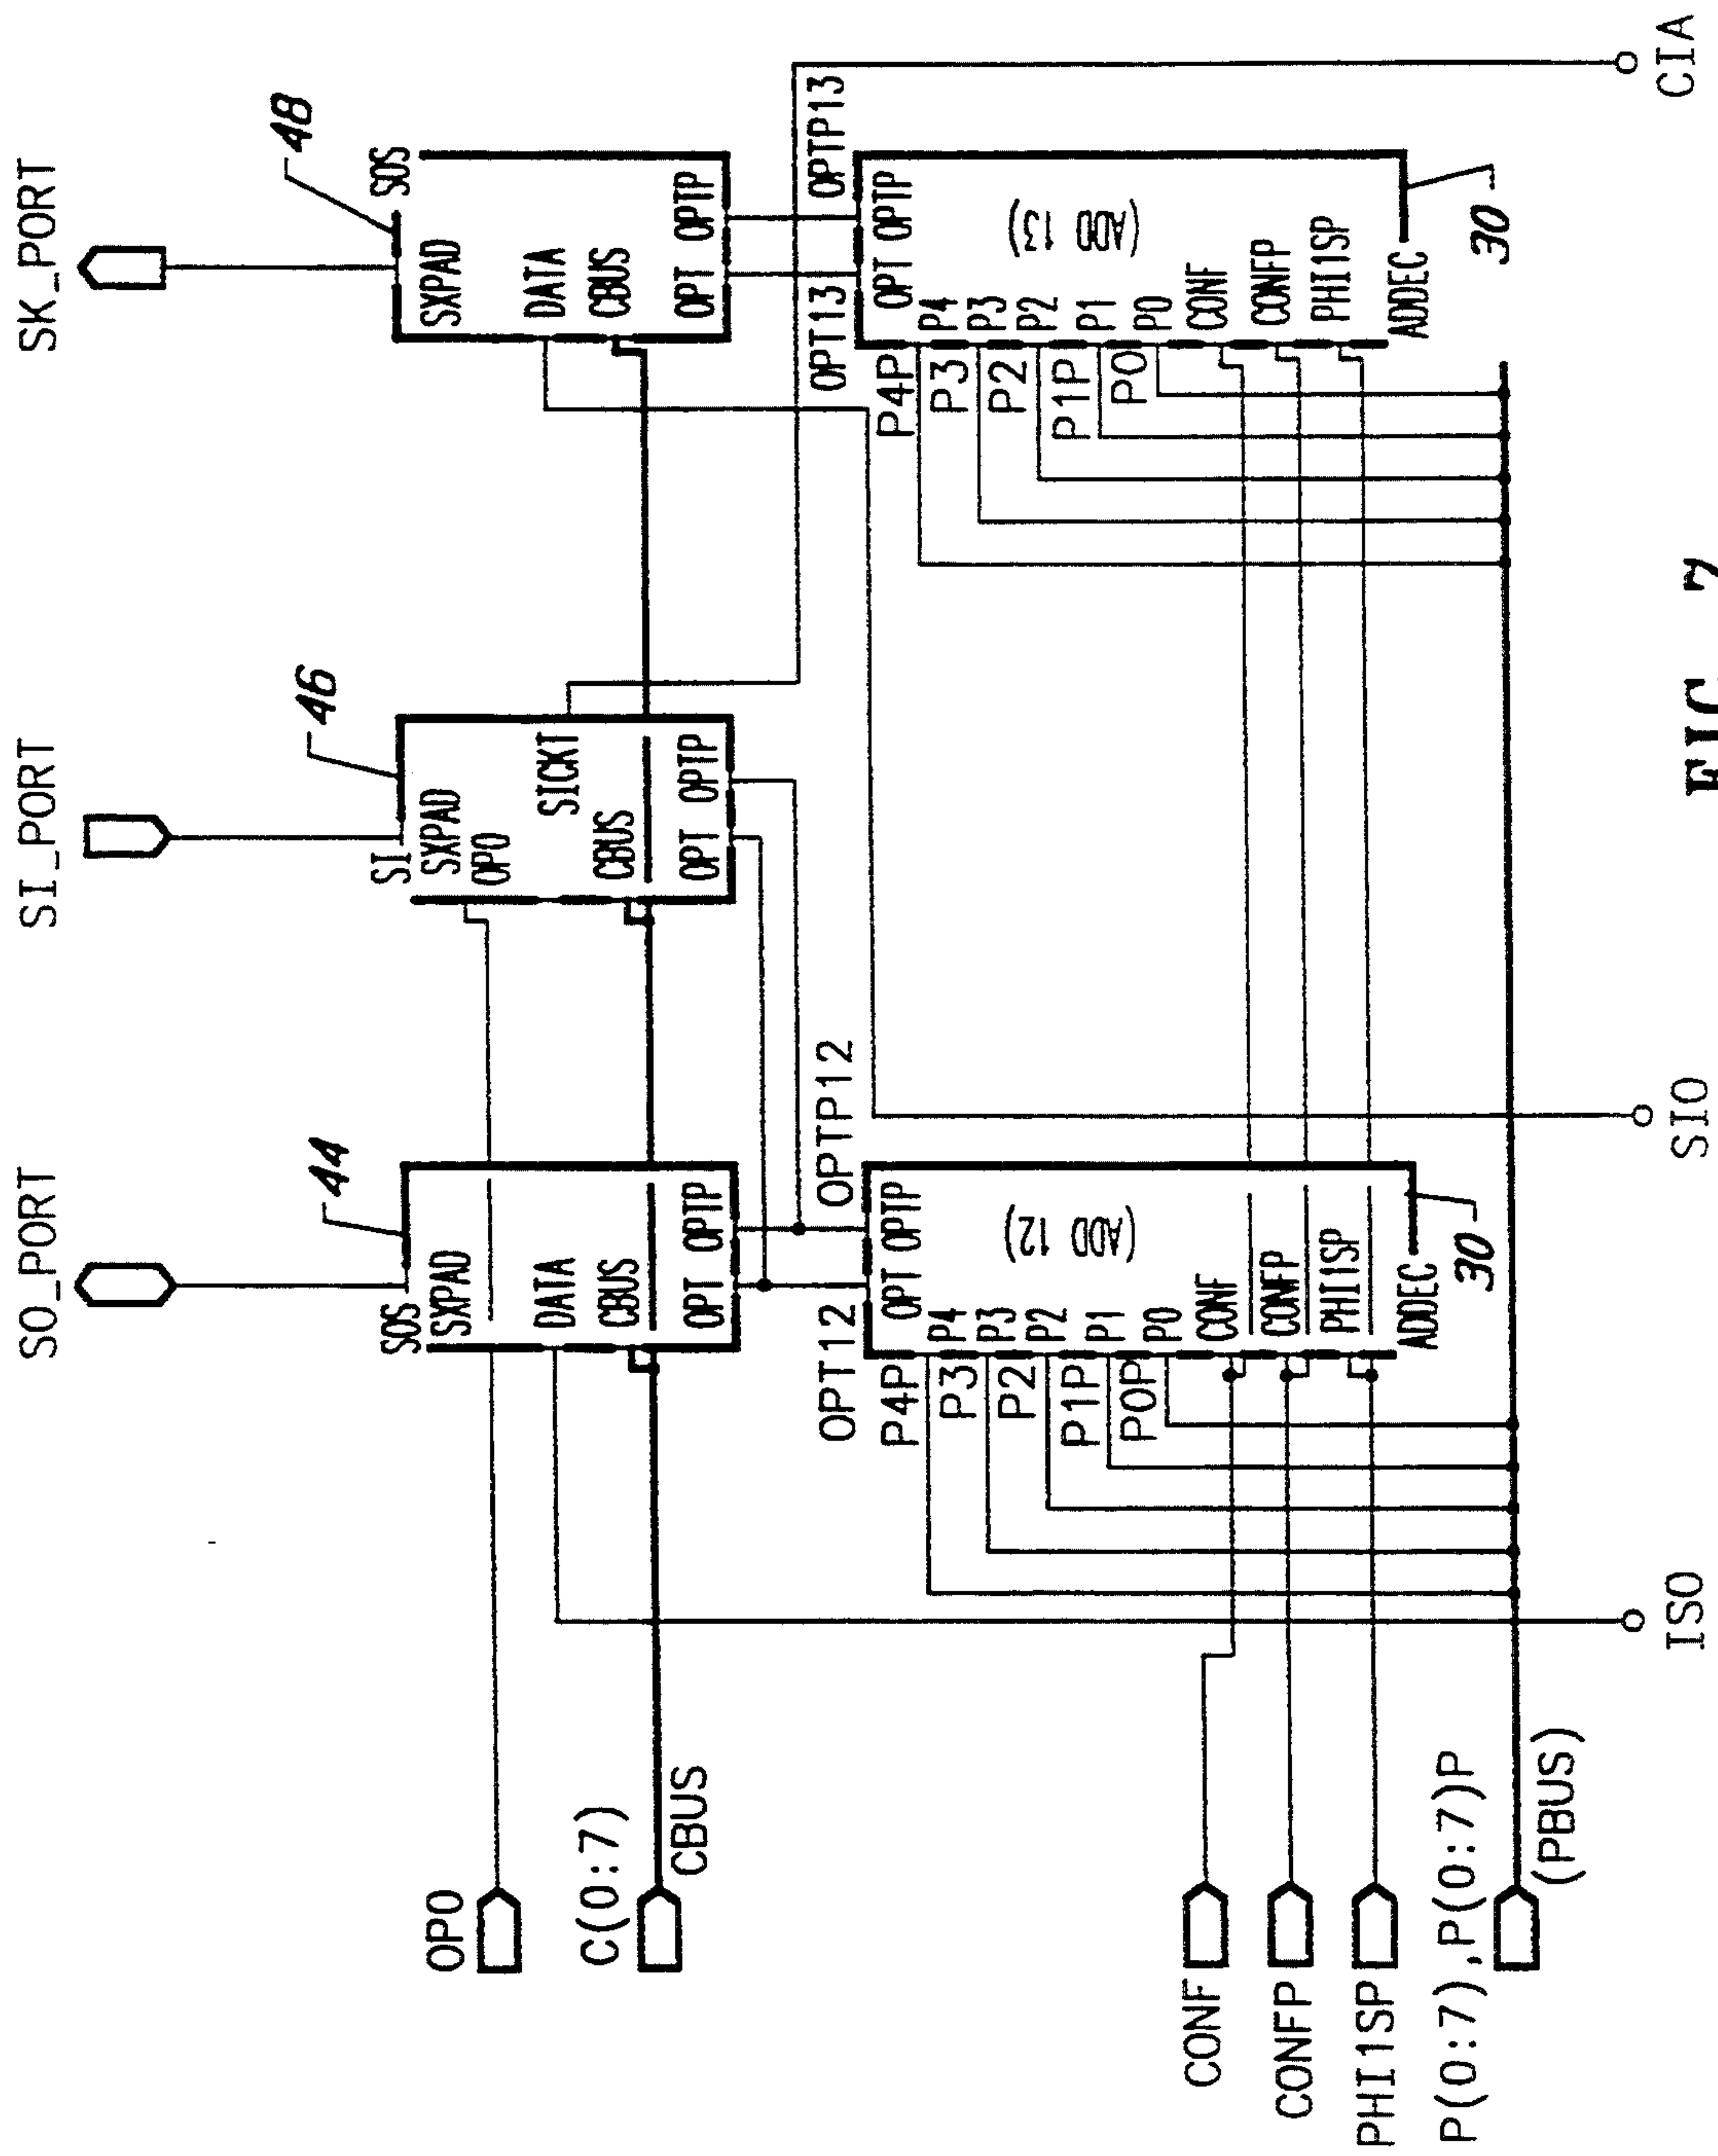 SO_PORT
SI_PORT
SK_PORT
44
46
48
SOS
SXPAD
DATA
CBUS
OPT OPTP
SI
SXPAD
OPO
SICKT
CBUS
OPT OPTP
SOS
SXPAD
DATA
CBUS
OPT OPTP
OPO
C(0:7)
CBUS
OPT12
OPTP12
OPT13
OPTP13
OPT OPTP
(ADD 12)
P4P
P3
P2
P1P
P0P
P4
P3
P2
P1
P0
CONF
CONFP
PHI1SP
ADDEC
30
OPT OPTP
(ADD 13)
P4P
P3
P2
P1P
P0
P4
P3
P2
P1
P0
CONF
CONFP
PHI1SP
ADDEC
30
CONF
CONFP
PHI1SP
P(0:7),P(0:7)P
(PBUS)
ISO
SIO
CIA
FIG 7